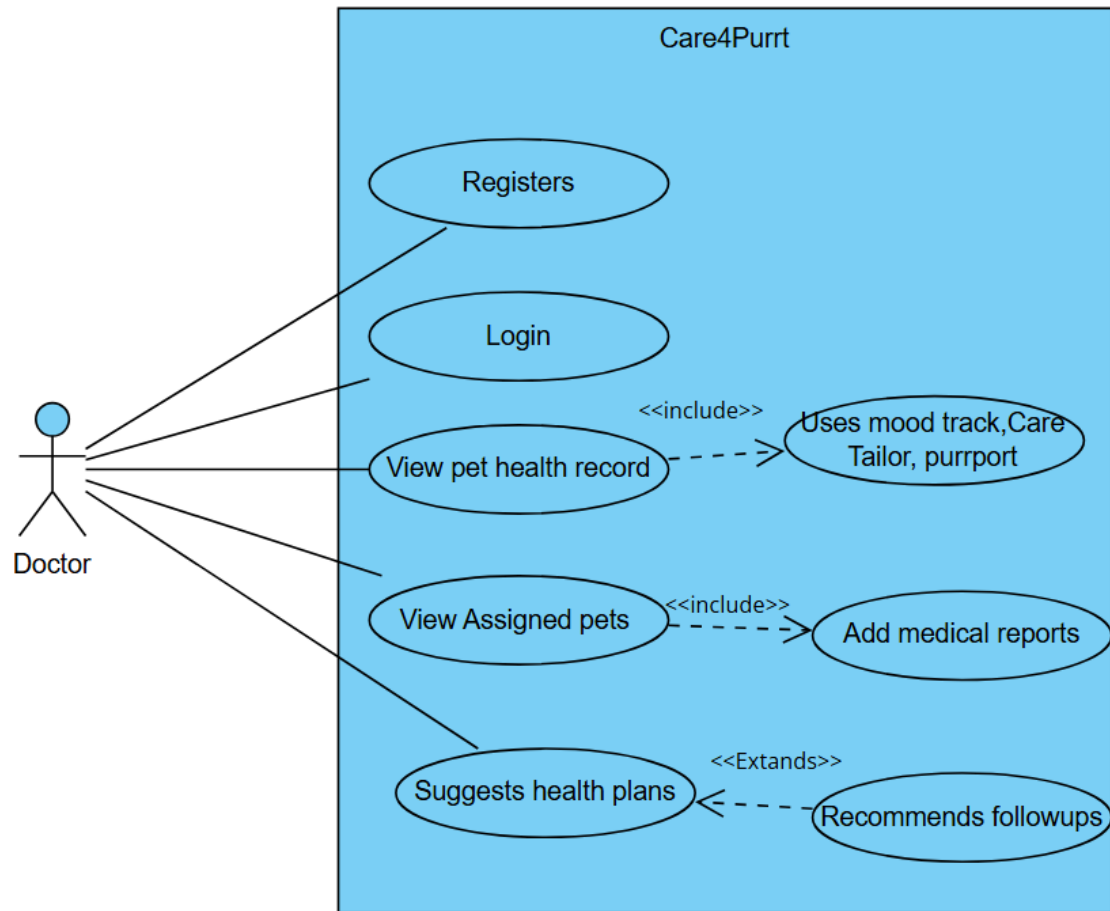 Care4Purrt
Registers
Login
<<include>>
Uses mood track,Care
Tailor, purrport
View pet health record
Doctor
<<include>>
View Assigned pets
Add medical reports
<<Extands>>
Suggests health plans
Recommends followups